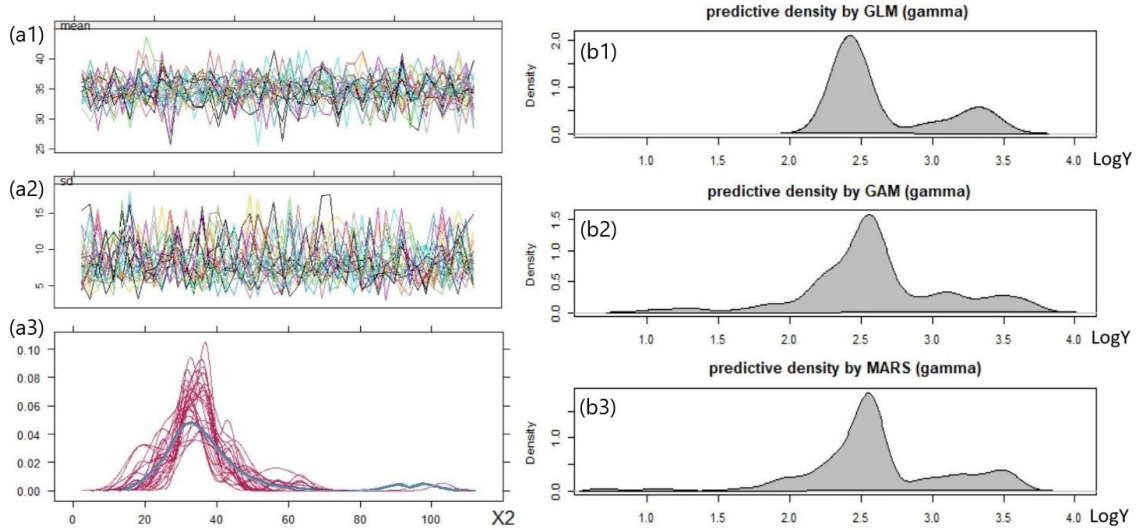 (a1)
mean
40
35
30
25
(a2)
sd
15
10
5
(a3)
0.10
0.08
0.06
0.04
0.02
0.00
0 20 40 60 80 100 X2
predictive density by GLM (gamma)
(b1)
Density
2.0
1.0
0.0
1.0 1.5 2.0 2.5 3.0 3.5 4.0 LogY
predictive density by GAM (gamma)
(b2)
Density
1.5
1.0
0.5
0.0
1.0 1.5 2.0 2.5 3.0 3.5 4.0 LogY
predictive density by MARS (gamma)
(b3)
Density
1.0
0.0
1.0 1.5 2.0 2.5 3.0 3.5 4.0 LogY